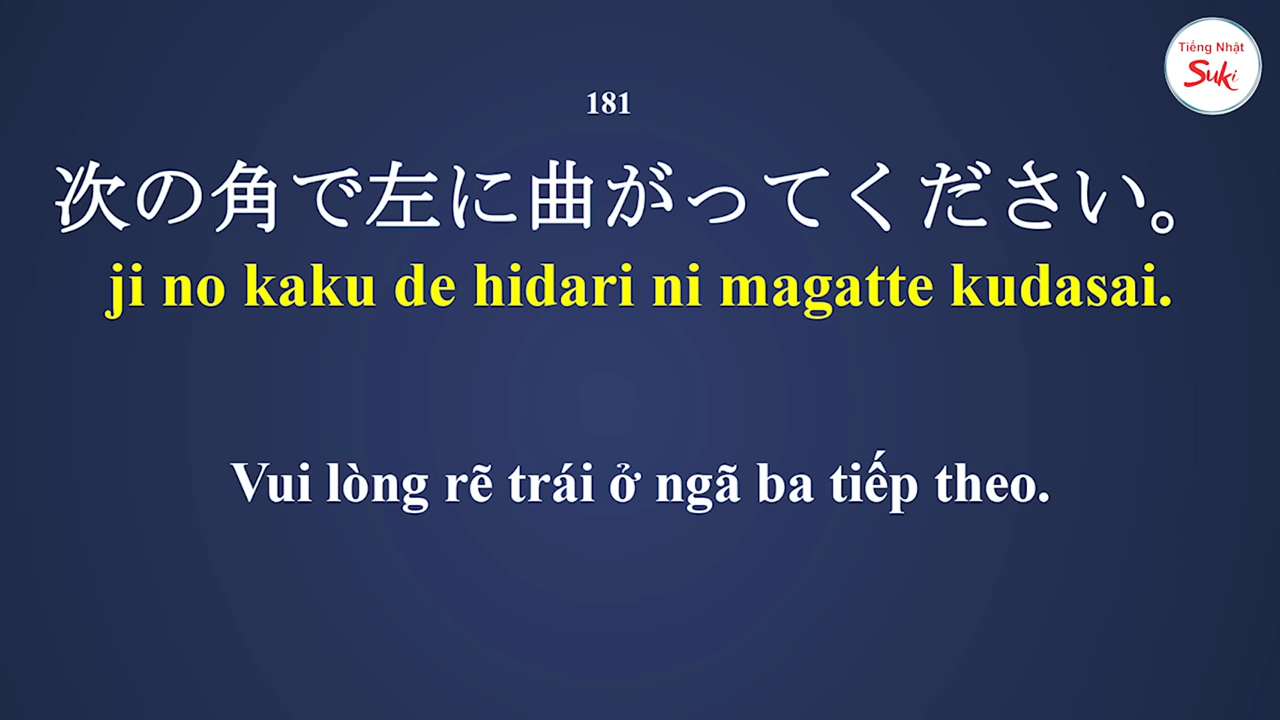 Tiếng Nhật
Suki
181
次の角で左に曲がってください。
ji no kaku de hidari ni magatte kudasai.
Vui lòng rẽ trái ở ngã ba tiếp theo.